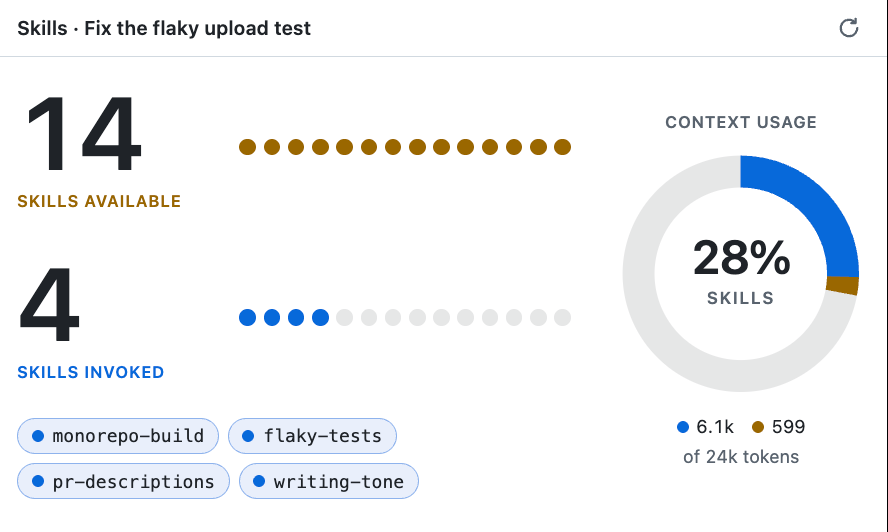 Skills · Fix the flaky upload test
14
SKILLS AVAILABLE
4
SKILLS INVOKED
monorepo-build
flaky-tests
pr-descriptions
writing-tone
CONTEXT USAGE
28%
SKILLS
6.1k 599
of 24k tokens